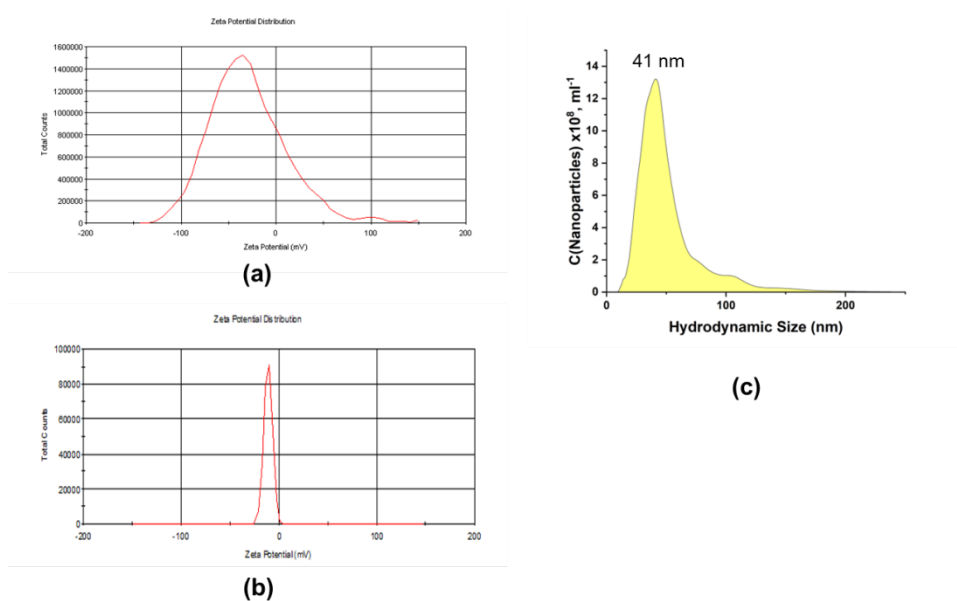 Zeta Potential Distribution
Total Counts
1600000
1400000
1200000
1000000
800000
600000
400000
200000
0
-200 -100 0 100 200
Zeta Potential (mV)
(a)
Zeta Potential Distribution
Total Counts
100000
80000
60000
40000
20000
0
-200 -100 0 100 200
Zeta Potential (mV)
(b)
41 nm
C(Nanoparticles) x10⁸, ml⁻¹
14
12
10
8
6
4
2
0
0 100 200
Hydrodynamic Size (nm)
(c)